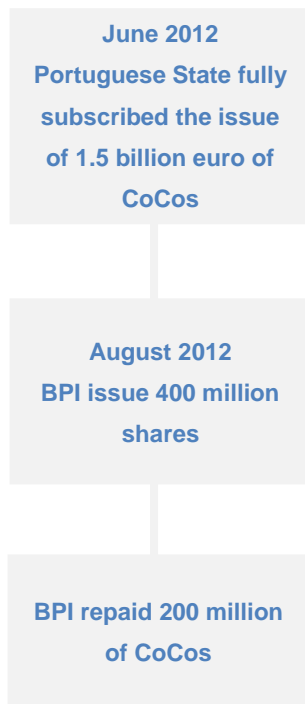 June 2012
Portuguese State fully
subscribed the issue
of 1.5 billion euro of
CoCos
August 2012
BPI issue 400 million
shares
BPI repaid 200 million
of CoCos